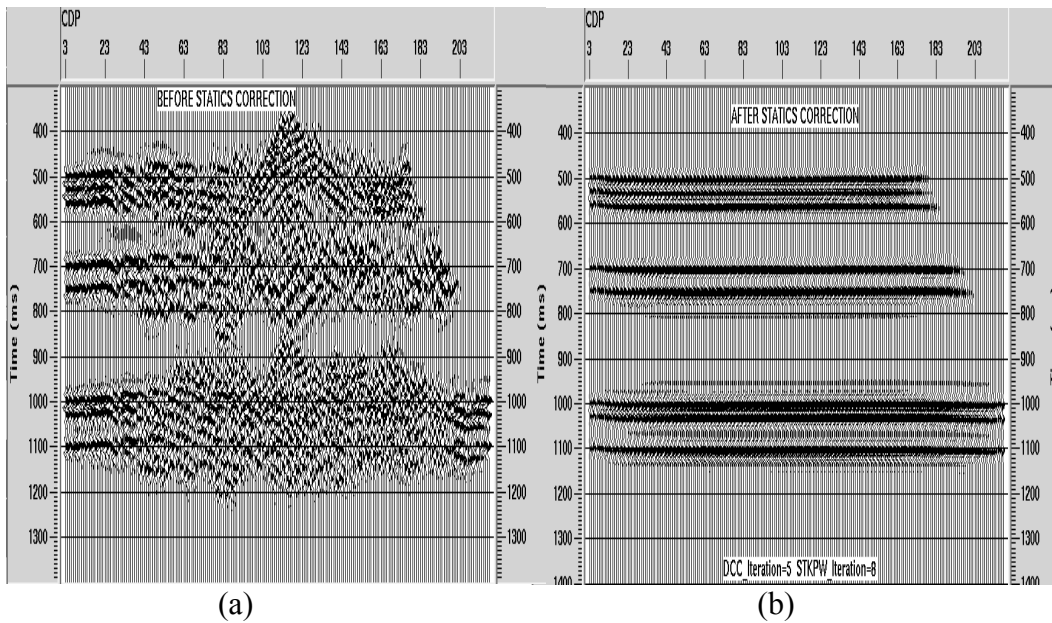 CDP
3 23 43 63 83 103 123 143 163 183 203
BEFORE STATICS CORRECTION
400 400
500 500
600 600
700 700
800 800
900 900
1000 1000
1100 1100
1200 1200
1300 1300
Time (ms)
(a)
CDP
3 23 43 63 83 103 123 143 163 183 203
AFTER STATICS CORRECTION
400 400
500 500
600 600
700 700
800 800
900 900
1000 1000
1100 1100
1200 1200
1300 1300
1400 1400
Time (ms)
DCC_Iteration=5 STKPW_Iteration=8
(b)